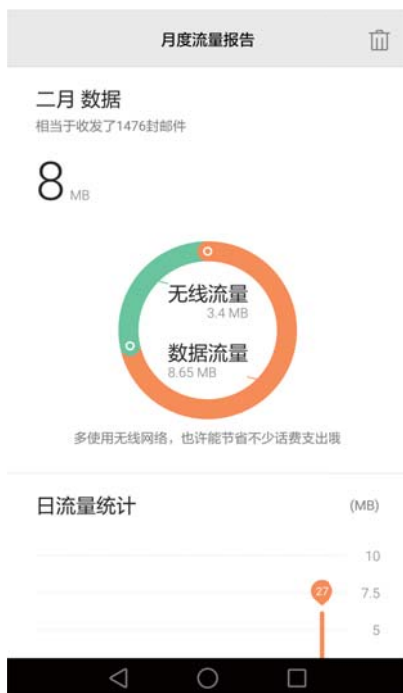 月度流量报告
二月 数据
相当于收发了1476封邮件
8 MB
无线流量
3.4 MB
数据流量
8.65 MB
多使用无线网络，也许能节省不少话费支出哦
日流量统计 (MB)
10
27 7.5
5